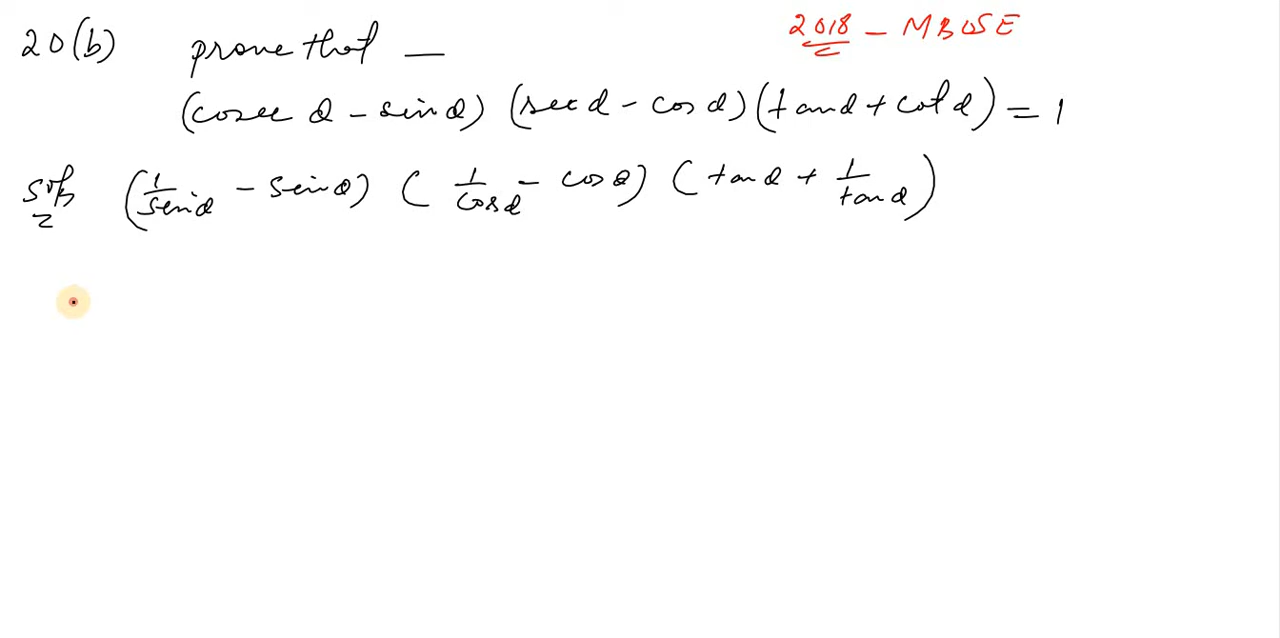 20(b) prove that —
2018 - MBOSE
(cosec α - sin α) (sec α - cos α) (tan α + cot α) = 1
Soln (1/sin α - sin α) (1/cos α - cos α) (tan α + 1/tan α)